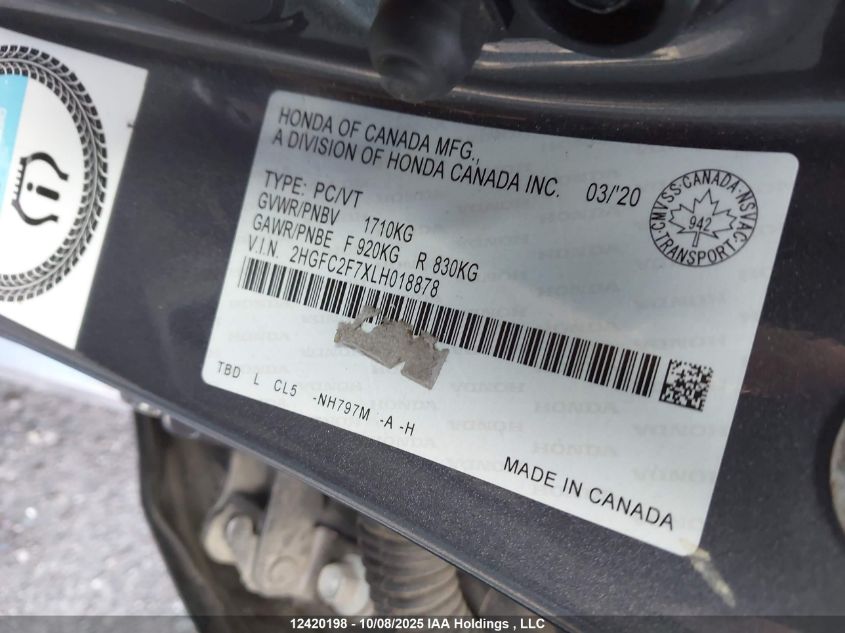 HONDA OF CANADA MFG.,
A DIVISION OF HONDA CANADA INC. 03/'20
TYPE: PC/VT
GVWR/PNBV 1710KG
GAWR/PNBE F 920KG R 830KG
V.I.N. 2HGFC2F7XLH018878
CMVSS·CANADA·NSVAC·TRANSPORT
942
TBD L CL5 -NH797M -A -H
HONDA
MADE IN CANADA
12420198 - 10/08/2025 IAA Holdings , LLC